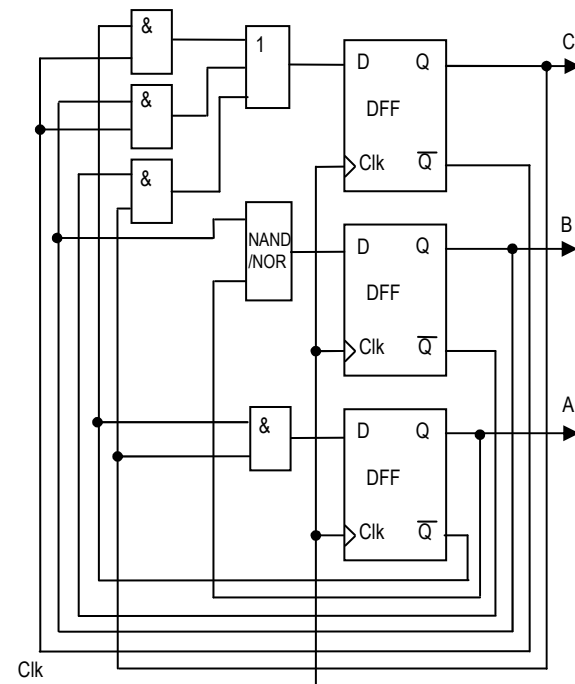 &
1
C
D Q
DFF
&
Clk Q̅
&
B
NAND
/NOR
D Q
DFF
Clk Q̅
A
&
D Q
DFF
Clk Q̅
Clk